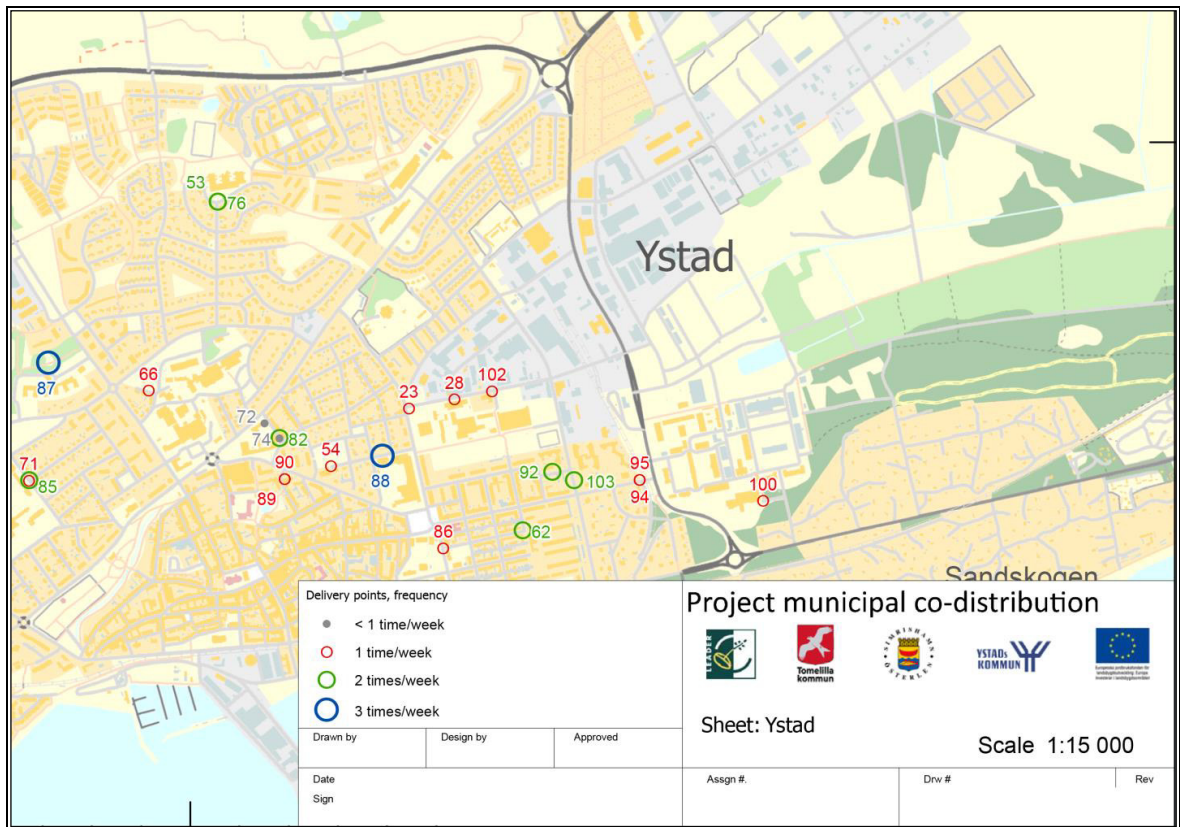 53
76
Ystad
87
66
23
28
102
72
74
82
54
88
71
85
90
89
92
103
95
94
100
86
62
Sandskogen
Delivery points, frequency
< 1 time/week
1 time/week
2 times/week
3 times/week
Drawn by
Design by
Approved
Date
Sign
Project municipal co-distribution
LEADER
Tomelilla
kommun
SIMRISHAMN
ÖSTERLEN
YSTADs
KOMMUN
Sheet: Ystad
Scale 1:15 000
Assgn #.
Drw #
Rev